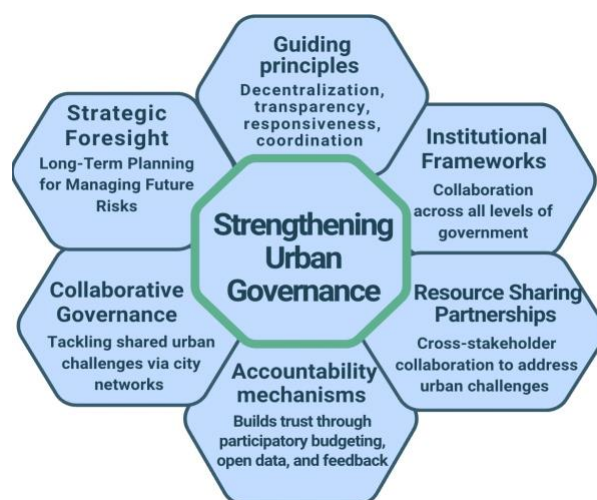 Guiding
principles
Decentralization,
transparency,
responsiveness,
coordination
Strategic
Foresight
Long-Term Planning
for Managing Future
Risks
Institutional
Frameworks
Collaboration
across all levels of
government
Strengthening
Urban
Governance
Collaborative
Governance
Tackling shared urban
challenges via city
networks
Resource Sharing
Partnerships
Cross-stakeholder
collaboration to address
urban challenges
Accountability
mechanisms
Builds trust through
participatory budgeting,
open data, and feedback